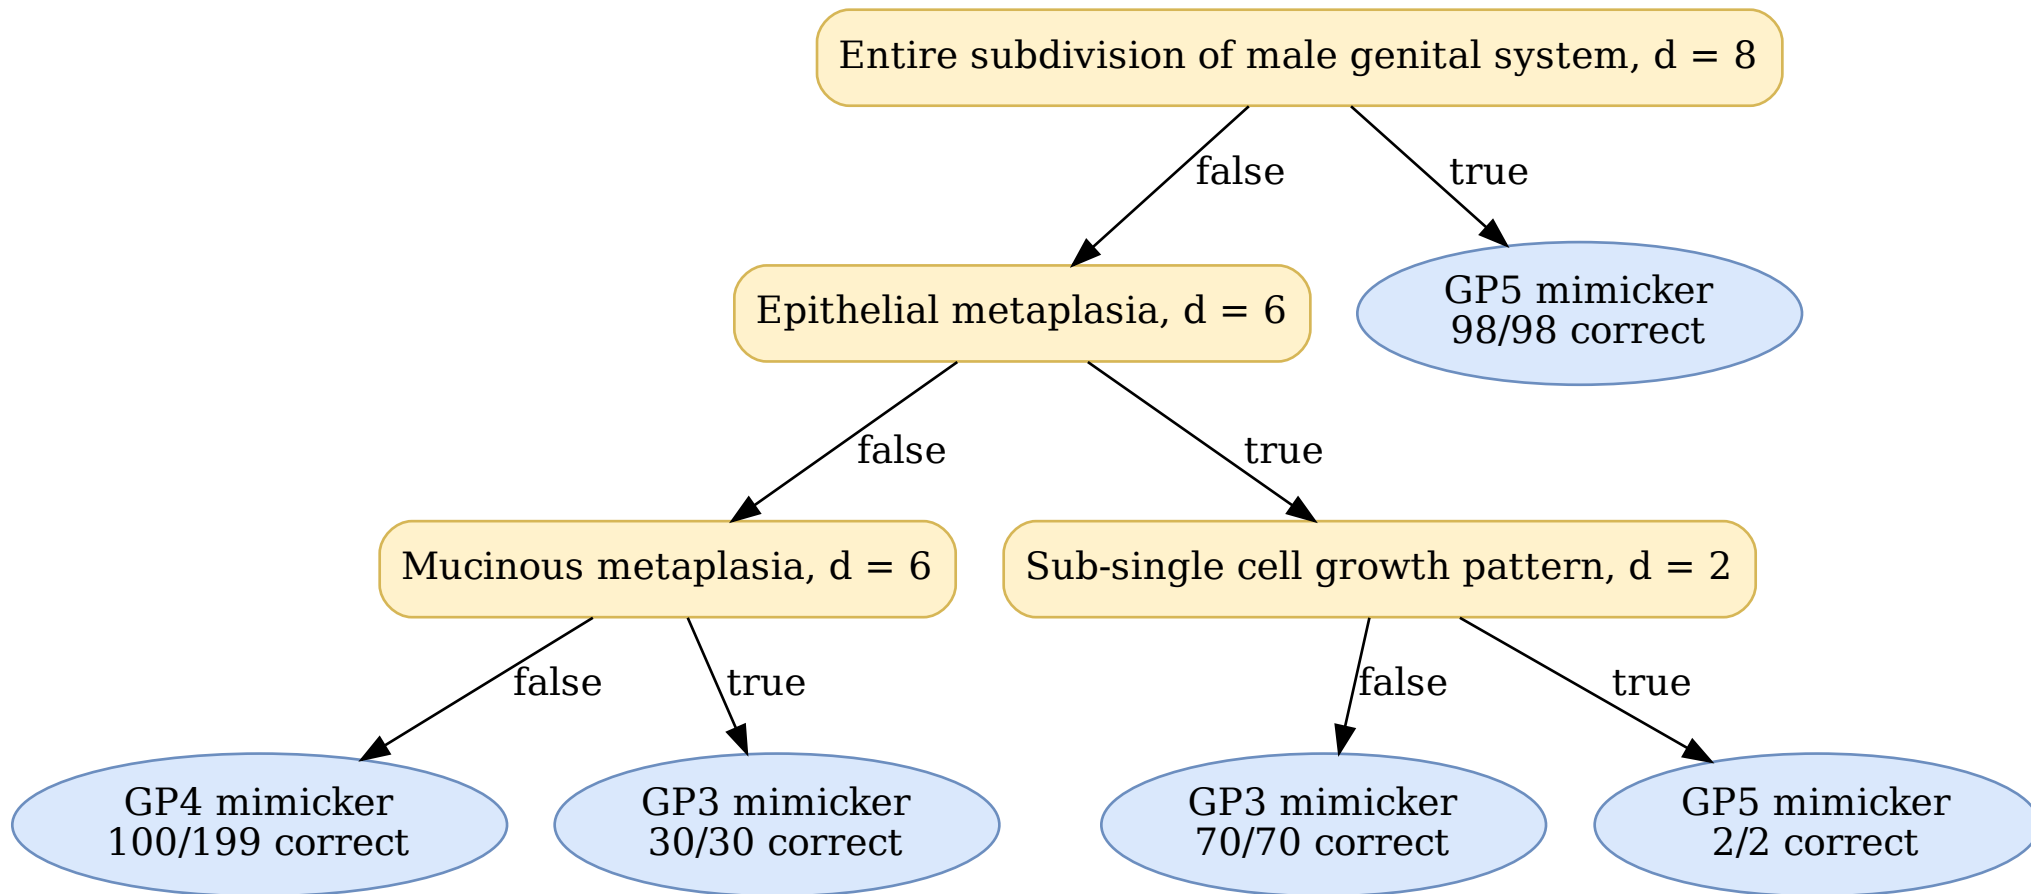 Entire subdivision of male genital system, d = 8
false
true
Epithelial metaplasia, d = 6
GP5 mimicker
98/98 correct
false
true
Mucinous metaplasia, d = 6
Sub-single cell growth pattern, d = 2
false
true
false
true
GP4 mimicker
100/199 correct
GP3 mimicker
30/30 correct
GP3 mimicker
70/70 correct
GP5 mimicker
2/2 correct